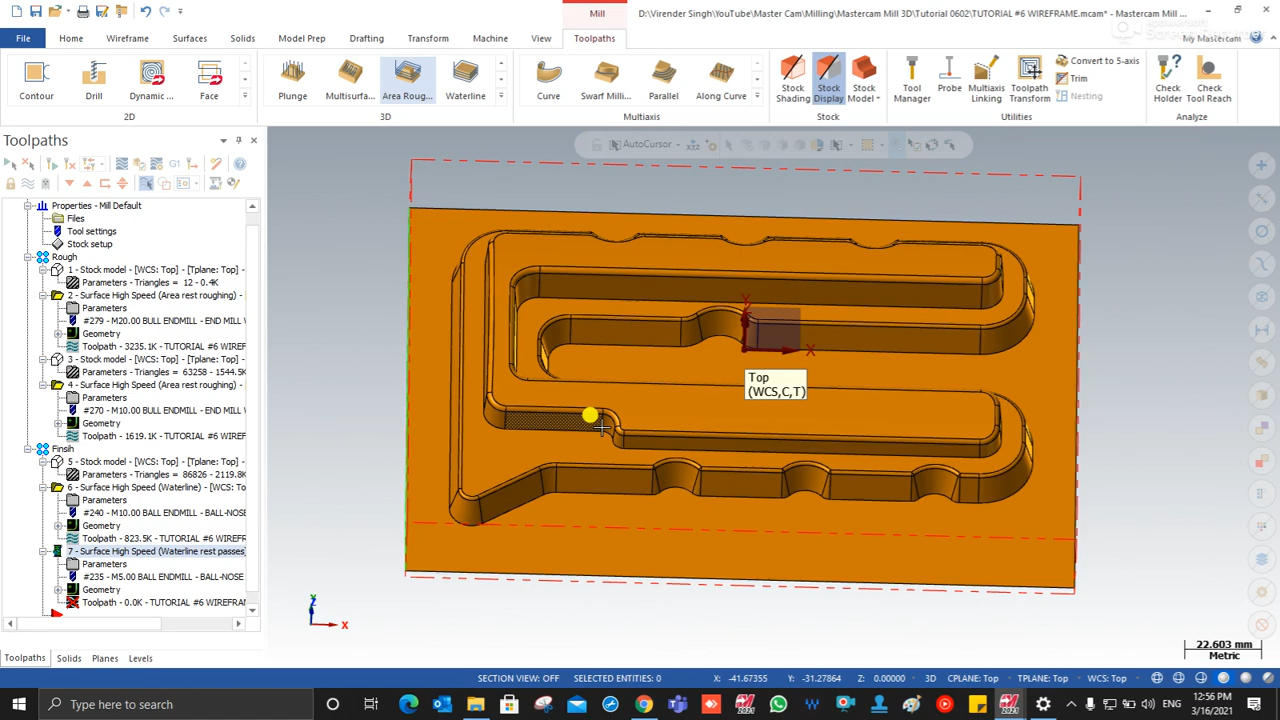 Mill
D:\Virender Singh\YouTube\Master Cam\Milling\Mastercam Mill 3D\Tutorial 0602\TUTORIAL #6 WIREFRAME.mcam* - Mastercam Mill ...
File
Home
Wireframe
Surfaces
Solids
Model Prep
Drafting
Transform
Machine
View
Toolpaths
My Mastercam
Contour
Drill
Dynamic ...
Face
Plunge
Multisurfa...
Area Roug...
Waterline
Curve
Swarf Milli...
Parallel
Along Curve
Stock Shading
Stock Display
Stock Model
Tool Manager
Probe
Multiaxis Linking
Toolpath Transform
Convert to 5-axis
Trim
Nesting
Check Holder
Check Tool Reach
2D
3D
Multiaxis
Stock
Utilities
Analyze
Toolpaths
AutoCursor
G1
Properties - Mill Default
Files
Tool settings
Stock setup
Rough
1 - Stock model - [WCS: Top] - [Tplane: Top]
Parameters - Triangles = 12 - 0.4K
2 - Surface High Speed (Area rest roughing) -
Parameters
#279 - M20.00 BULL ENDMILL - END MILL WI
Geometry
Toolpath - 3235.1K - TUTORIAL #6 WIREFR
3 - Stock model - [WCS: Top] - [Tplane: Top]
Parameters - Triangles = 63258 - 1544.5K
4 - Surface High Speed (Area rest roughing) -
Parameters
#270 - M10.00 BULL ENDMILL - END MILL WI
Geometry
Toolpath - 1619.1K - TUTORIAL #6 WIREFR
Finsih
5 - Stock model - [WCS: Top] - [Tplane: Top]
Parameters - Triangles = 86826 - 2119.8K
6 - Surface High Speed (Waterline) - [WCS: To
Parameters
#240 - M10.00 BALL ENDMILL - BALL-NOSE
Geometry
Toolpath - 823.5K - TUTORIAL #6 WIREFRA
7 - Surface High Speed (Waterline rest passes)
Parameters
#235 - M5.00 BALL ENDMILL - BALL-NOSE
Geometry
Toolpath - 0.0K - TUTORIAL #6 WIREFRAM
Y
X
Top
(WCS,C,T)
X
22.603 mm
Metric
Toolpaths
Solids
Planes
Levels
SECTION VIEW: OFF
SELECTED ENTITIES: 0
X: -41.67355
Y: -31.27864
Z: 0.00000
3D
CPLANE: Top
TPLANE: Top
WCS: Top
Type here to search
ENG
12:56 PM
3/16/2021